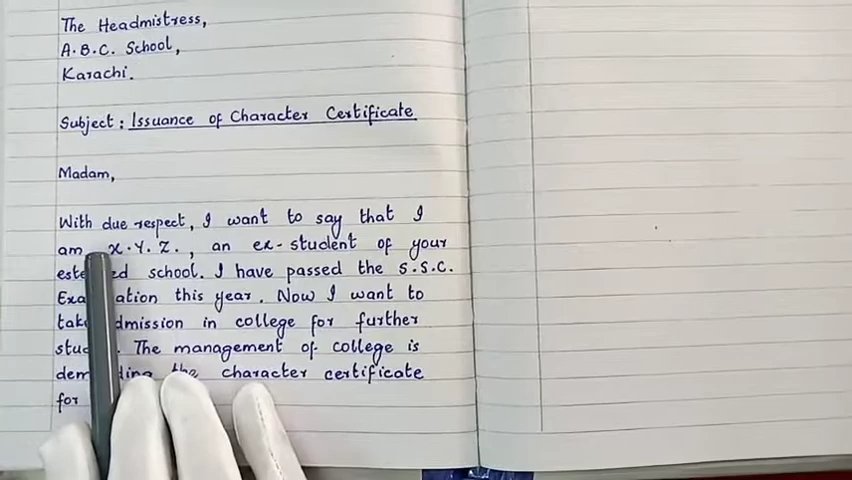 The Headmistress,
A.B.C. School,
Karachi.
Subject: Issuance of Character Certificate
Madam,
With due respect, I want to say that I
am X.Y.Z., an ex-student of your
school. I have passed the S.S.C.
this year. Now I want to
admission in college for further
The management of college is
the character certificate
for